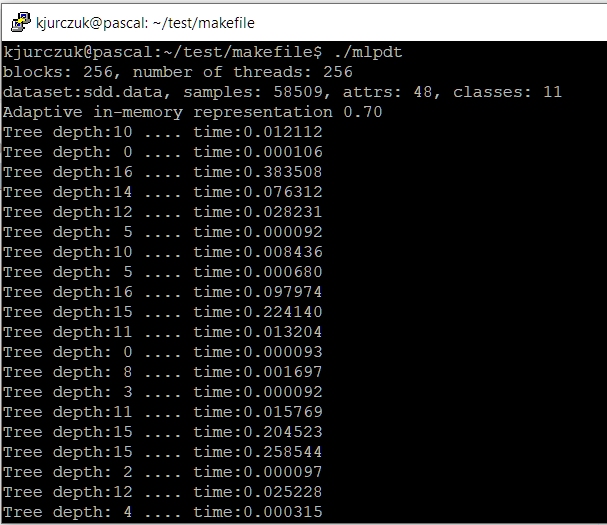 kjurczuk@pascal: ~/test/makefile
kjurczuk@pascal:~/test/makefile$ ./mlpdt
blocks: 256, number of threads: 256
dataset:sdd.data, samples: 58509, attrs: 48, classes: 11
Adaptive in-memory representation 0.70
Tree depth:10 .... time:0.012112
Tree depth: 0 .... time:0.000106
Tree depth:16 .... time:0.383508
Tree depth:14 .... time:0.076312
Tree depth:12 .... time:0.028231
Tree depth: 5 .... time:0.000092
Tree depth:10 .... time:0.008436
Tree depth: 5 .... time:0.000680
Tree depth:16 .... time:0.097974
Tree depth:15 .... time:0.224140
Tree depth:11 .... time:0.013204
Tree depth: 0 .... time:0.000093
Tree depth: 8 .... time:0.001697
Tree depth: 3 .... time:0.000092
Tree depth:11 .... time:0.015769
Tree depth:15 .... time:0.204523
Tree depth:15 .... time:0.258544
Tree depth: 2 .... time:0.000097
Tree depth:12 .... time:0.025228
Tree depth: 4 .... time:0.000315